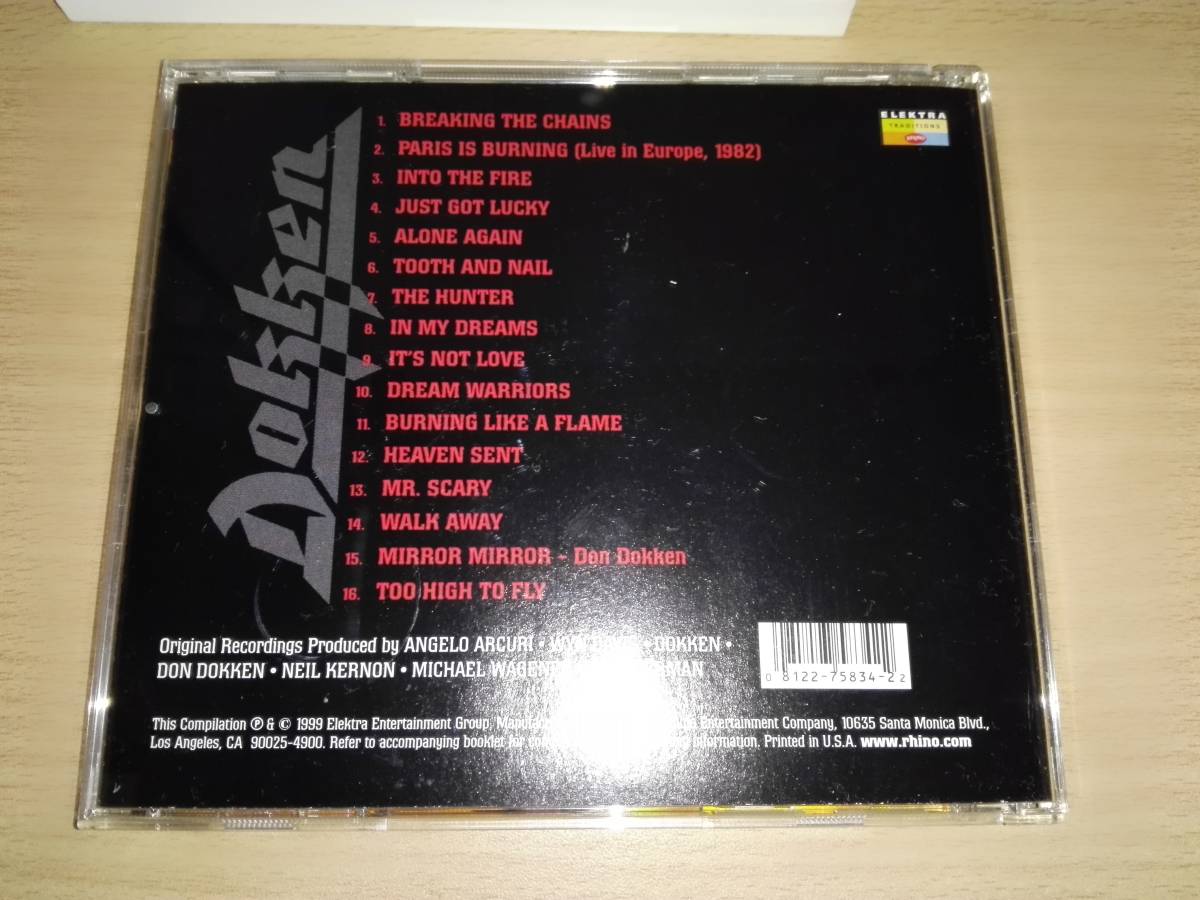 Dokken
ELEKTRA
TRADITIONS
RHINO
1. BREAKING THE CHAINS
2. PARIS IS BURNING (Live in Europe, 1982)
3. INTO THE FIRE
4. JUST GOT LUCKY
5. ALONE AGAIN
6. TOOTH AND NAIL
7. THE HUNTER
8. IN MY DREAMS
9. IT'S NOT LOVE
10. DREAM WARRIORS
11. BURNING LIKE A FLAME
12. HEAVEN SENT
13. MR. SCARY
14. WALK AWAY
15. MIRROR MIRROR - Don Dokken
16. TOO HIGH TO FLY
Original Recordings Produced by ANGELO ARCURI • DOKKEN •
DON DOKKEN • NEIL KERNON • MICHAEL
0 8122-75834-2 2
This Compilation ℗ & © 1999 Elektra Entertainment Group. Entertainment Company, 10635 Santa Monica Blvd.,
Los Angeles, CA 90025-4900. Refer to accompanying booklet for information. Printed in U.S.A. www.rhino.com